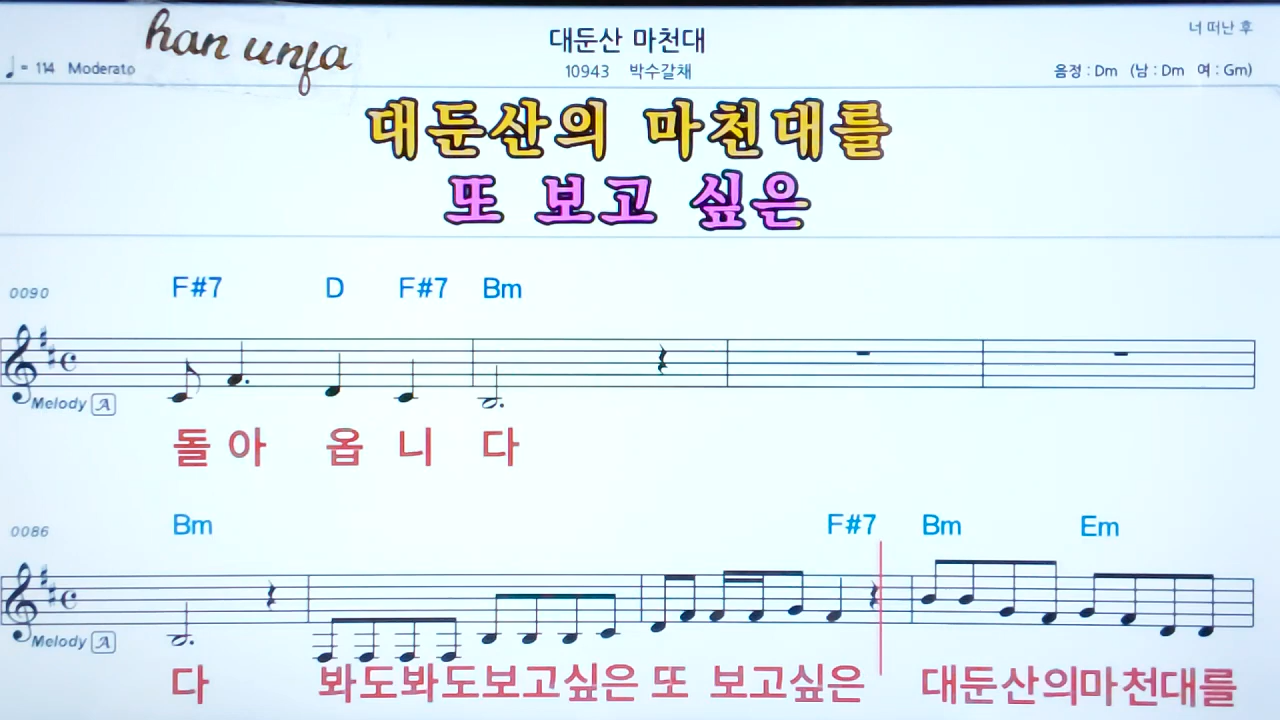 han unja
대둔산 마천대
너 떠난 후
♩= 114 Moderato
10943 박수갈채
음정 : Dm (남 : Dm 여 : Gm)
대둔산의 마천대를
또 보고 싶은
0090
F#7 D F#7 Bm
Melody A
돌 아 옵 니 다
0086
Bm F#7 Bm Em
Melody A
다 봐도봐도보고싶은 또 보고싶은 대둔산의마천대를